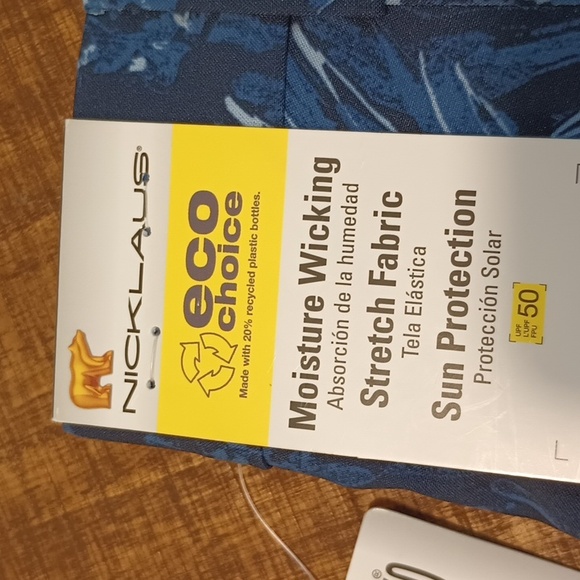 NICKLAUS®
eco
choice
Made with 20% recycled plastic bottles.
Moisture Wicking
Absorción de la humedad
Stretch Fabric
Tela Elástica
Sun Protection
Protección Solar
UPF
L'UPF
FPU
50
®